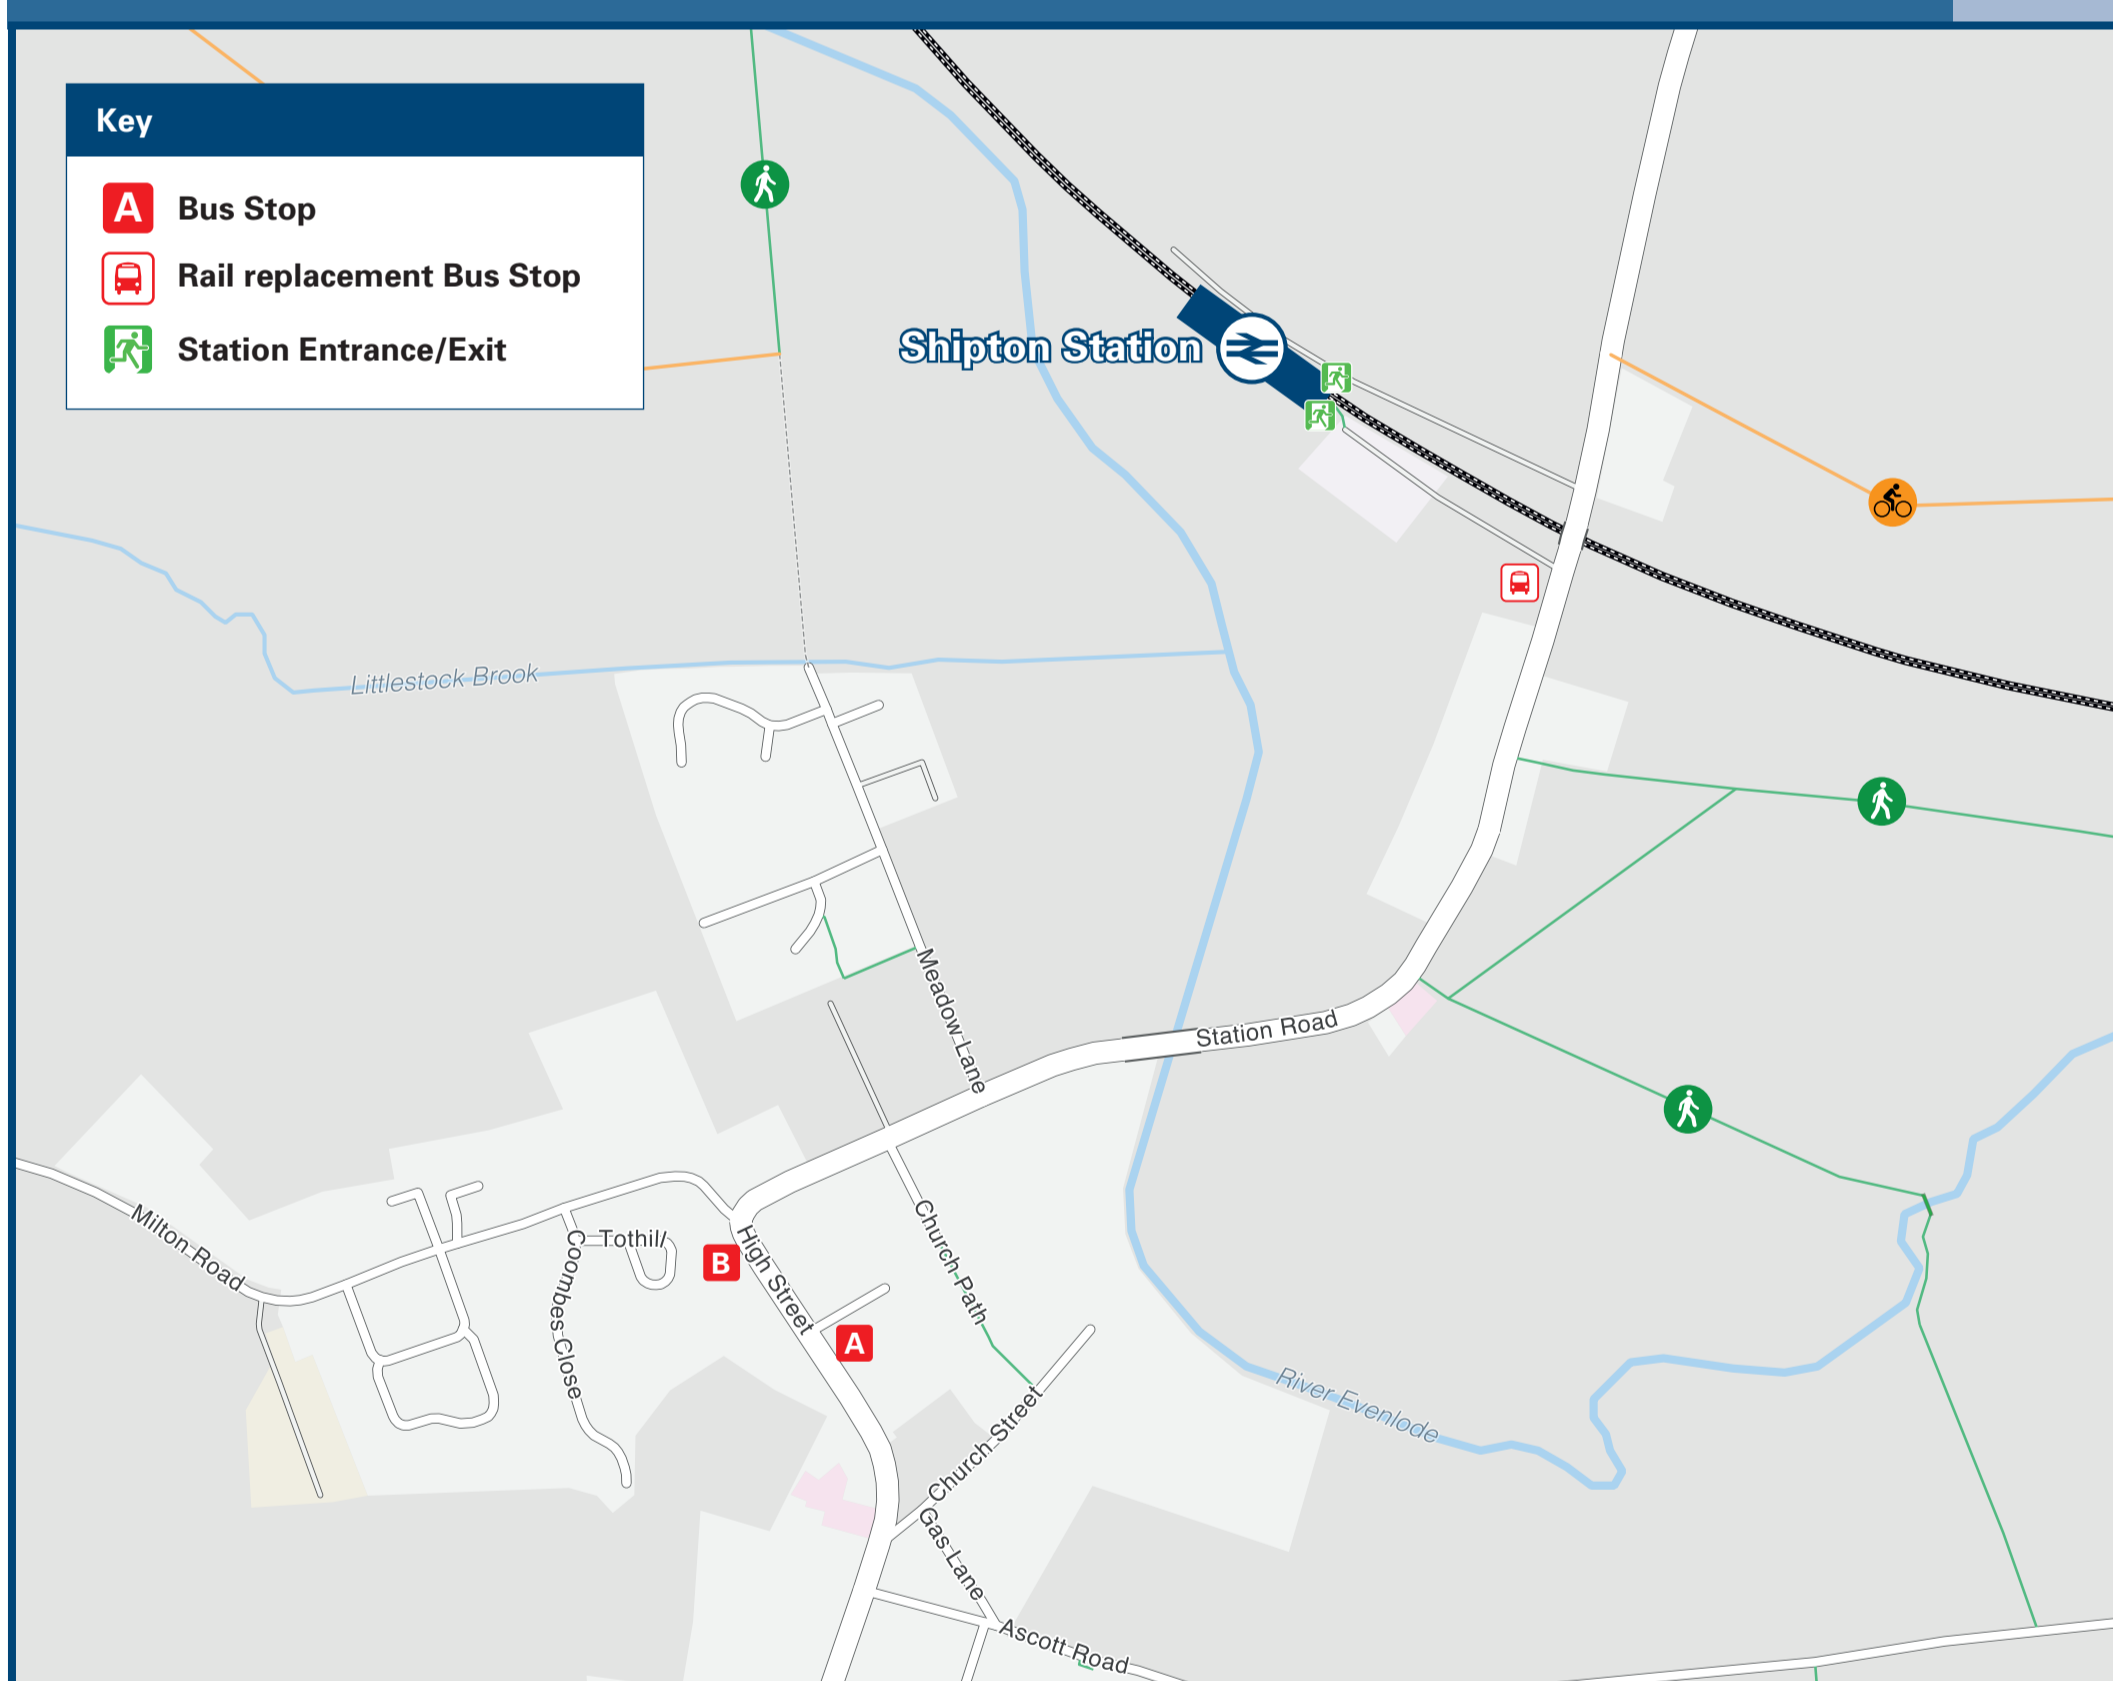 Key
A Bus Stop
Rail replacement Bus Stop
Station Entrance/Exit
Shipton Station
Littlestock Brook
Meadow Lane
Station Road
Milton Road
Tothill
Coombes Close
B
High Street
A
Church Path
Church Street
River Evenlode
Gas Lane
Ascott Road